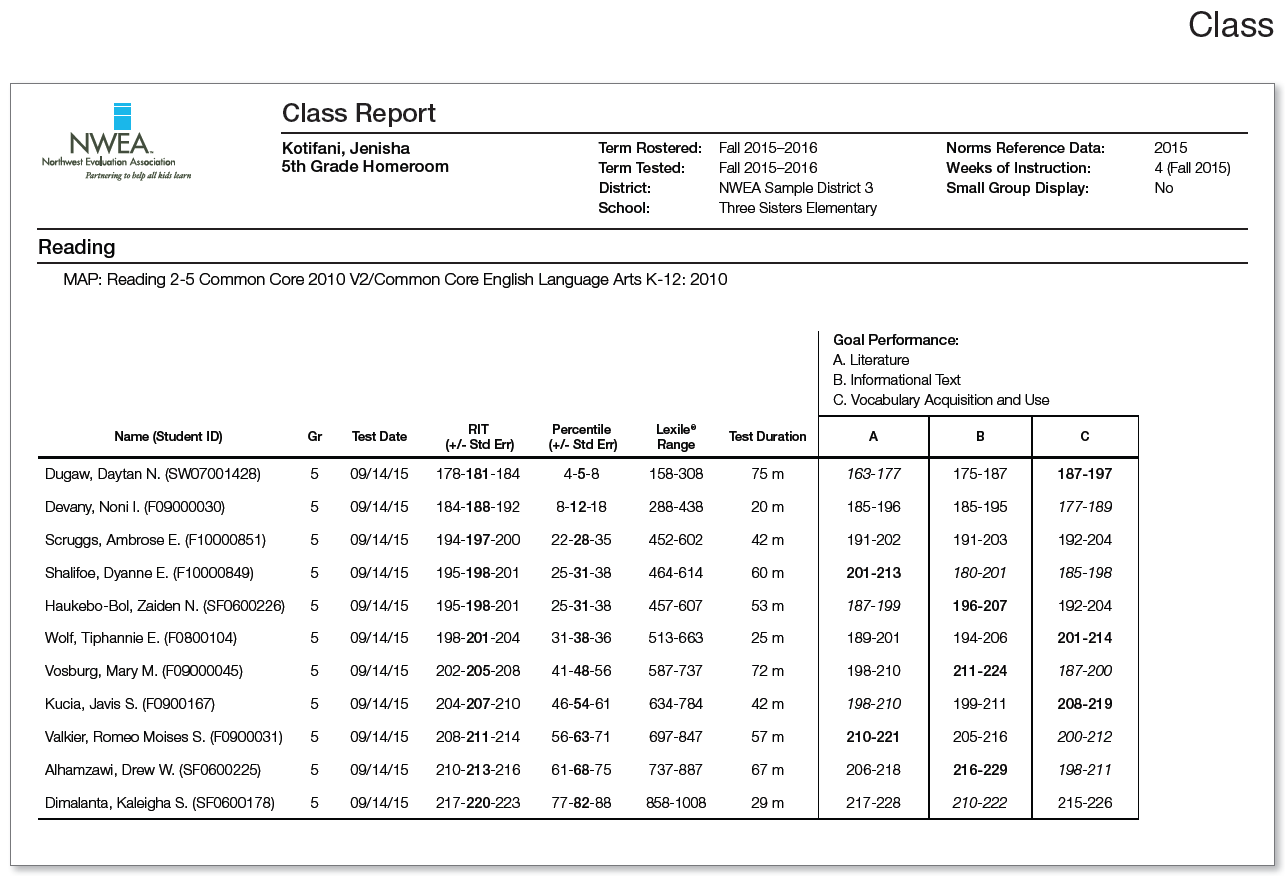 Class
NWEA
Northwest Evaluation Association
Partnering to help all kids learn
Class Report
Kotifani, Jenisha
5th Grade Homeroom
Term Rostered: Fall 2015–2016
Term Tested: Fall 2015–2016
District: NWEA Sample District 3
School: Three Sisters Elementary
Norms Reference Data: 2015
Weeks of Instruction: 4 (Fall 2015)
Small Group Display: No
Reading
MAP: Reading 2-5 Common Core 2010 V2/Common Core English Language Arts K-12: 2010
Goal Performance:
A. Literature
B. Informational Text
C. Vocabulary Acquisition and Use
Name (Student ID) Gr Test Date RIT (+/- Std Err) Percentile (+/- Std Err) Lexile® Range Test Duration A B C
Dugaw, Daytan N. (SW07001428) 5 09/14/15 178-181-184 4-5-8 158-308 75 m 163-177 175-187 187-197
Devany, Noni I. (F09000030) 5 09/14/15 184-188-192 8-12-18 288-438 20 m 185-196 185-195 177-189
Scruggs, Ambrose E. (F10000851) 5 09/14/15 194-197-200 22-28-35 452-602 42 m 191-202 191-203 192-204
Shalifoe, Dyanne E. (F10000849) 5 09/14/15 195-198-201 25-31-38 464-614 60 m 201-213 180-201 185-198
Haukebo-Bol, Zaiden N. (SF0600226) 5 09/14/15 195-198-201 25-31-38 457-607 53 m 187-199 196-207 192-204
Wolf, Tiphannie E. (F0800104) 5 09/14/15 198-201-204 31-38-36 513-663 25 m 189-201 194-206 201-214
Vosburg, Mary M. (F09000045) 5 09/14/15 202-205-208 41-48-56 587-737 72 m 198-210 211-224 187-200
Kucia, Javis S. (F0900167) 5 09/14/15 204-207-210 46-54-61 634-784 42 m 198-210 199-211 208-219
Valkier, Romeo Moises S. (F0900031) 5 09/14/15 208-211-214 56-63-71 697-847 57 m 210-221 205-216 200-212
Alhamzawi, Drew W. (SF0600225) 5 09/14/15 210-213-216 61-68-75 737-887 67 m 206-218 216-229 198-211
Dimalanta, Kaleigha S. (SF0600178) 5 09/14/15 217-220-223 77-82-88 858-1008 29 m 217-228 210-222 215-226